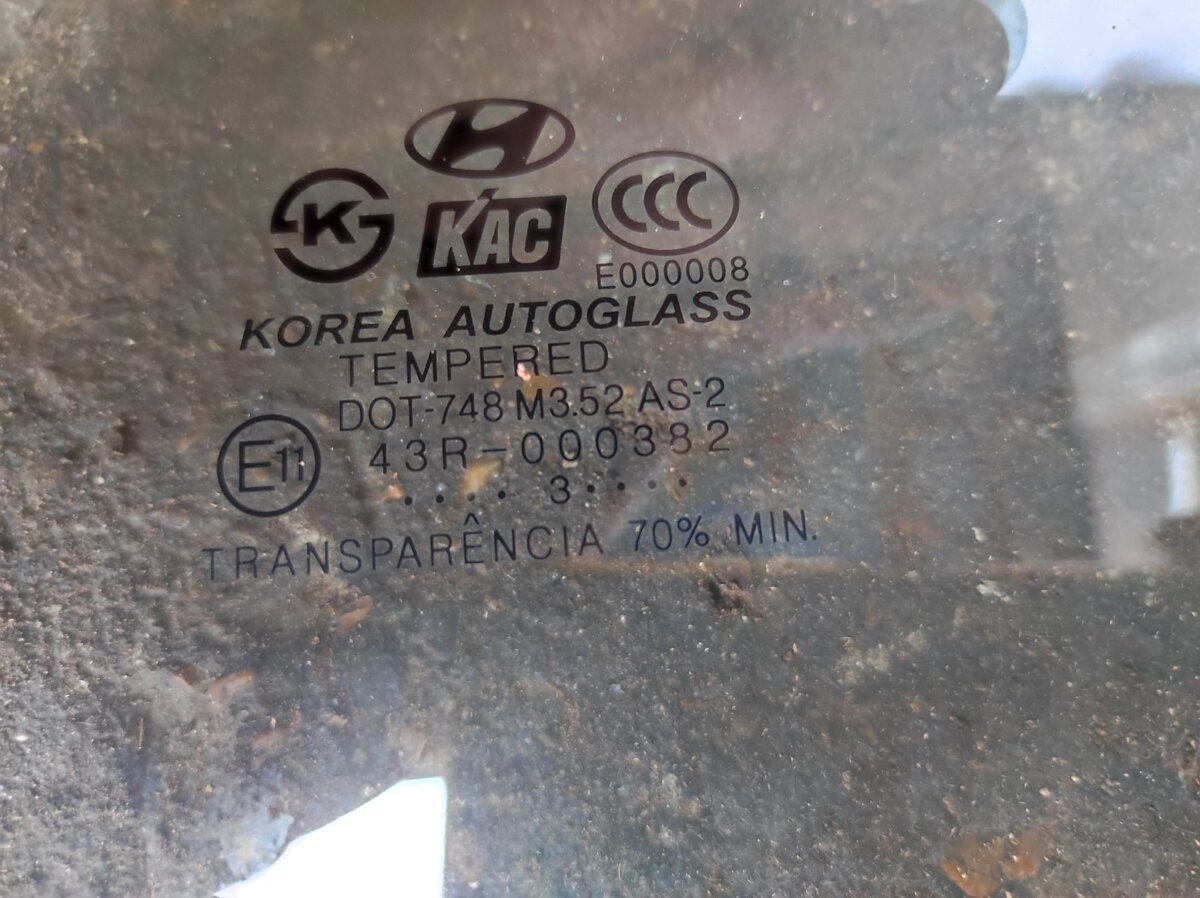 K
KAC
CCC
E000008
KOREA AUTOGLASS
TEMPERED
DOT-748 M3.52 AS-2
E11 43R-000382
.... 3....
TRANSPARÊNCIA 70% MIN.